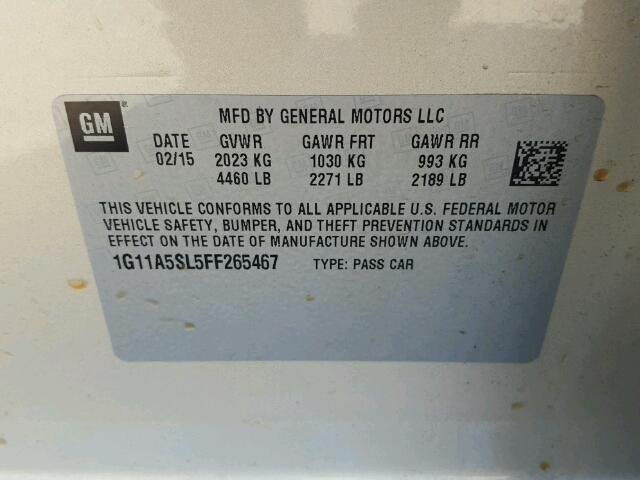 GM MFD BY GENERAL MOTORS LLC
DATE GVWR GAWR FRT GAWR RR
02/15 2023 KG 1030 KG 993 KG
4460 LB 2271 LB 2189 LB
THIS VEHICLE CONFORMS TO ALL APPLICABLE U.S. FEDERAL MOTOR
VEHICLE SAFETY, BUMPER, AND THEFT PREVENTION STANDARDS IN
EFFECT ON THE DATE OF MANUFACTURE SHOWN ABOVE.
1G11A5SL5FF265467 TYPE: PASS CAR